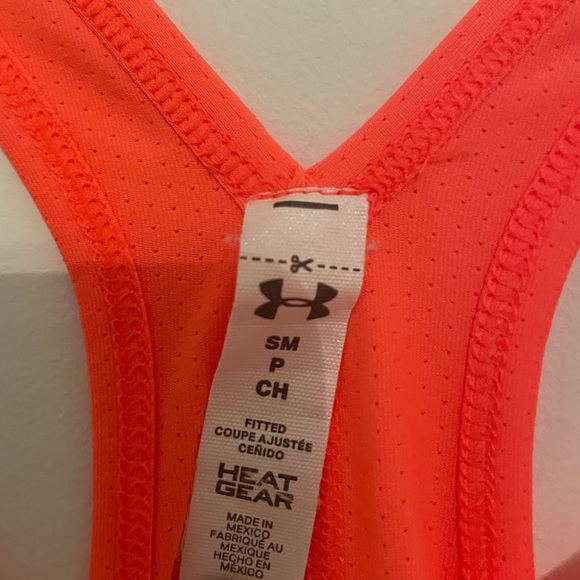 SM
P
CH
FITTED
COUPE AJUSTÉE
CEÑIDO
HEAT
GEAR
MADE IN
MEXICO
FABRIQUÉ AU
MEXIQUE
HECHO EN
MÉXICO